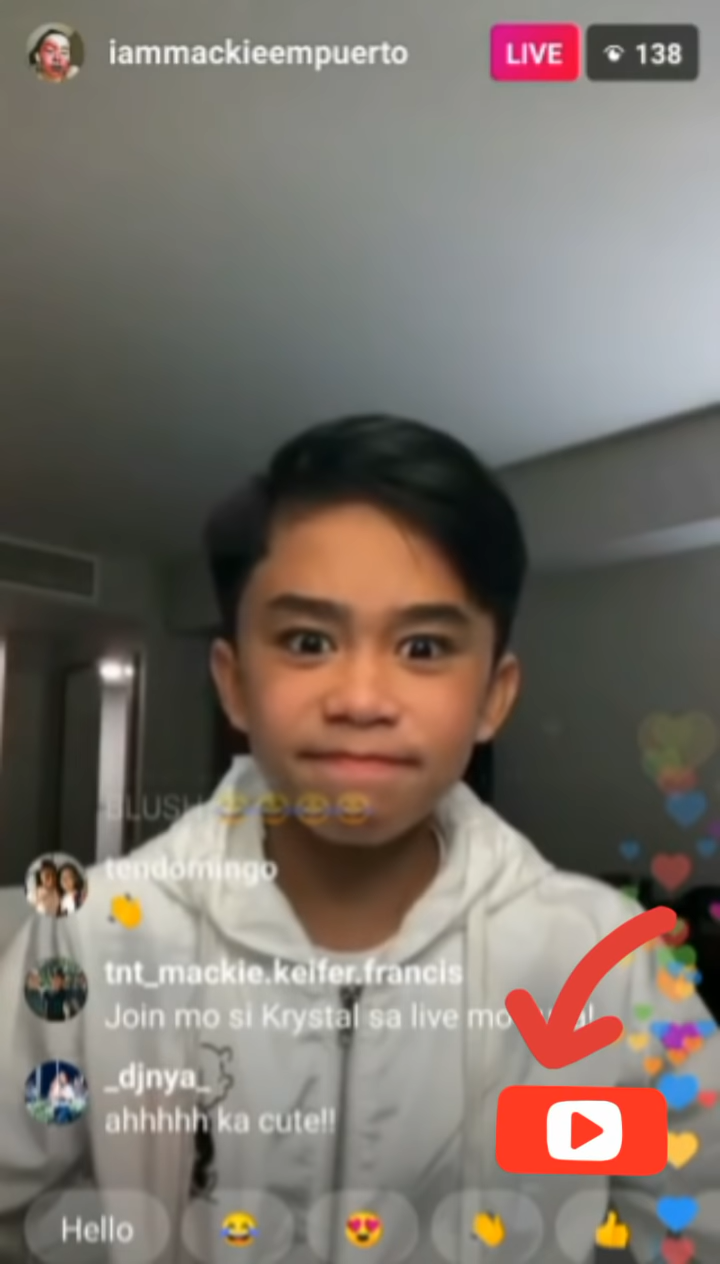 iammackieempuerto
LIVE
138
BLUSH 😂😂😂😂
tendomingo
👏
tnt_mackie.keifer.francis
Join mo si Krystal sa live mo
_djnya_
ahhhhh ka cute!!
Hello 😂 😍 👏 👍